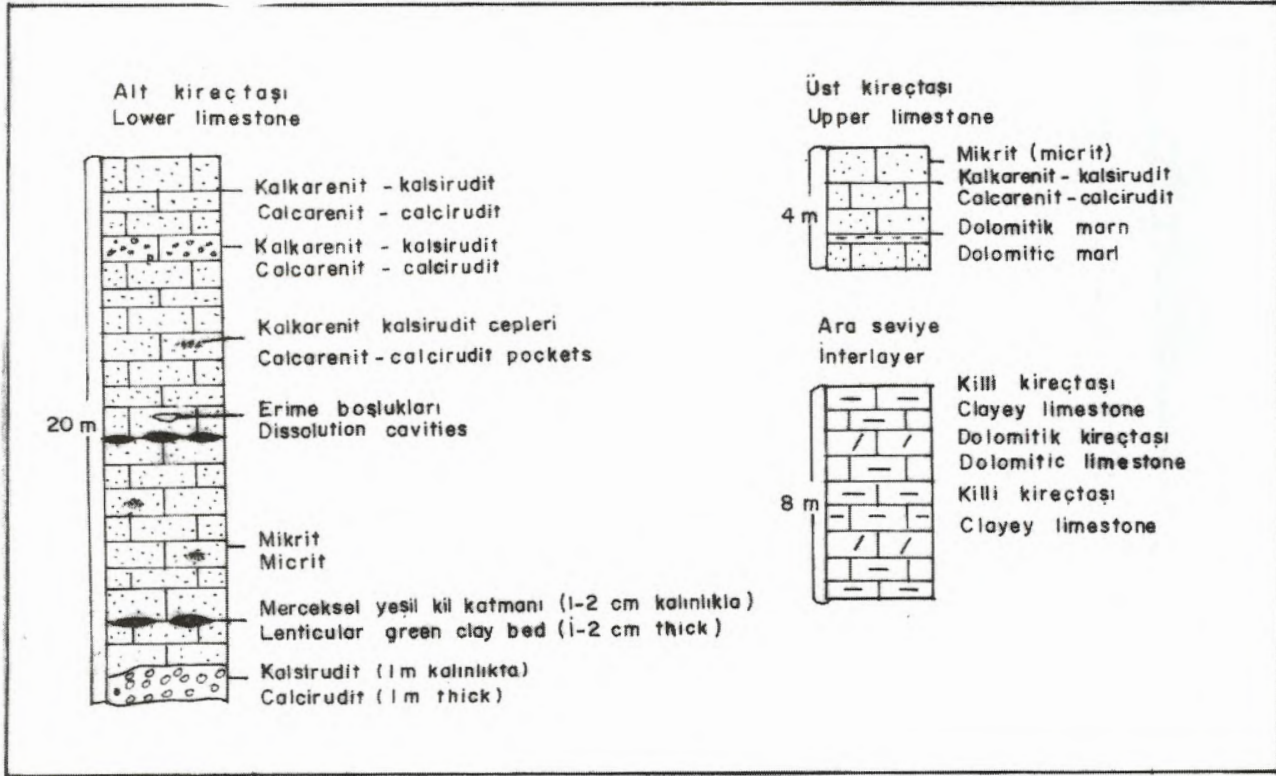 Alt kireçtaşı
Lower limestone
20 m
Kalkarenit - kalsirudit
Calcarenit - calcirudit
Kalkarenit - kalsirudit
Calcarenit - calcirudit
Kalkarenit kalsirudit cepleri
Calcarenit - calcirudit pockets
Erime boşlukları
Dissolution cavities
Mikrit
Micrit
Merceksel yeşil kil katmanı (1-2 cm kalınlıkla)
Lenticular green clay bed (1-2 cm thick)
Kalsirudit (1m kalınlıkta)
Calcirudit (1m thick)
Üst kireçtaşı
Upper limestone
4 m
Mikrit (micrit)
Kalkarenit - kalsirudit
Calcarenit - calcirudit
Dolomitik marn
Dolomitic marl
Ara seviye
İnterlayer
8 m
Killi kireçtaşı
Clayey limestone
Dolomitik kireçtaşı
Dolomitic limestone
Killi kireçtaşı
Clayey limestone